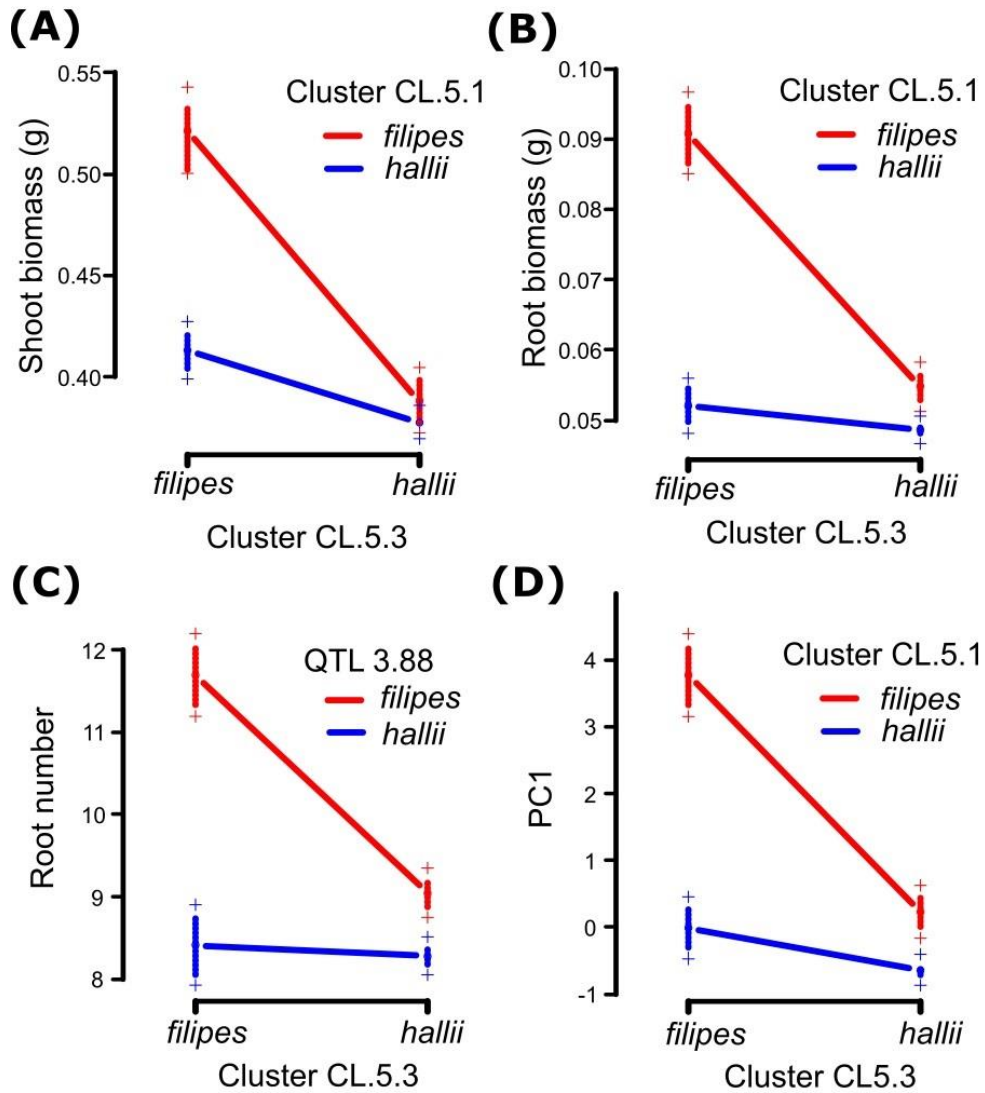 (A)
Shoot biomass (g)
0.55
0.50
0.45
0.40
Cluster CL.5.1
filipes
hallii
filipes
hallii
Cluster CL.5.3
(B)
Root biomass (g)
0.10
0.09
0.08
0.07
0.06
0.05
Cluster CL.5.1
filipes
hallii
filipes
hallii
Cluster CL.5.3
(C)
Root number
12
11
10
9
8
QTL 3.88
filipes
hallii
filipes
hallii
Cluster CL.5.3
(D)
PC1
4
3
2
1
0
-1
Cluster CL.5.1
filipes
hallii
filipes
hallii
Cluster CL5.3